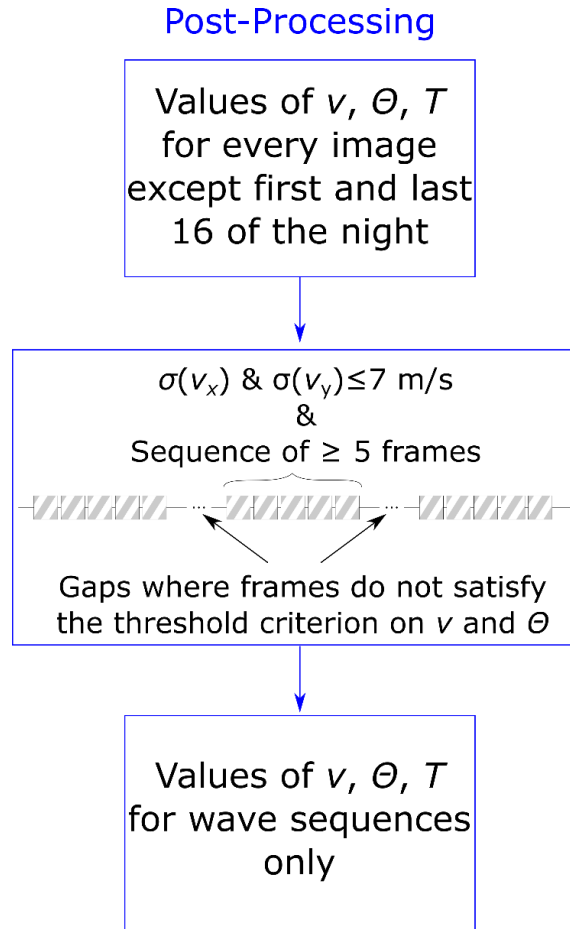 Post-Processing
Values of v, Θ, T
for every image
except first and last
16 of the night
σ(vₓ) & σ(v_y)≤7 m/s
&
Sequence of ≥ 5 frames
... ...
Gaps where frames do not satisfy
the threshold criterion on v and Θ
Values of v, Θ, T
for wave sequences
only